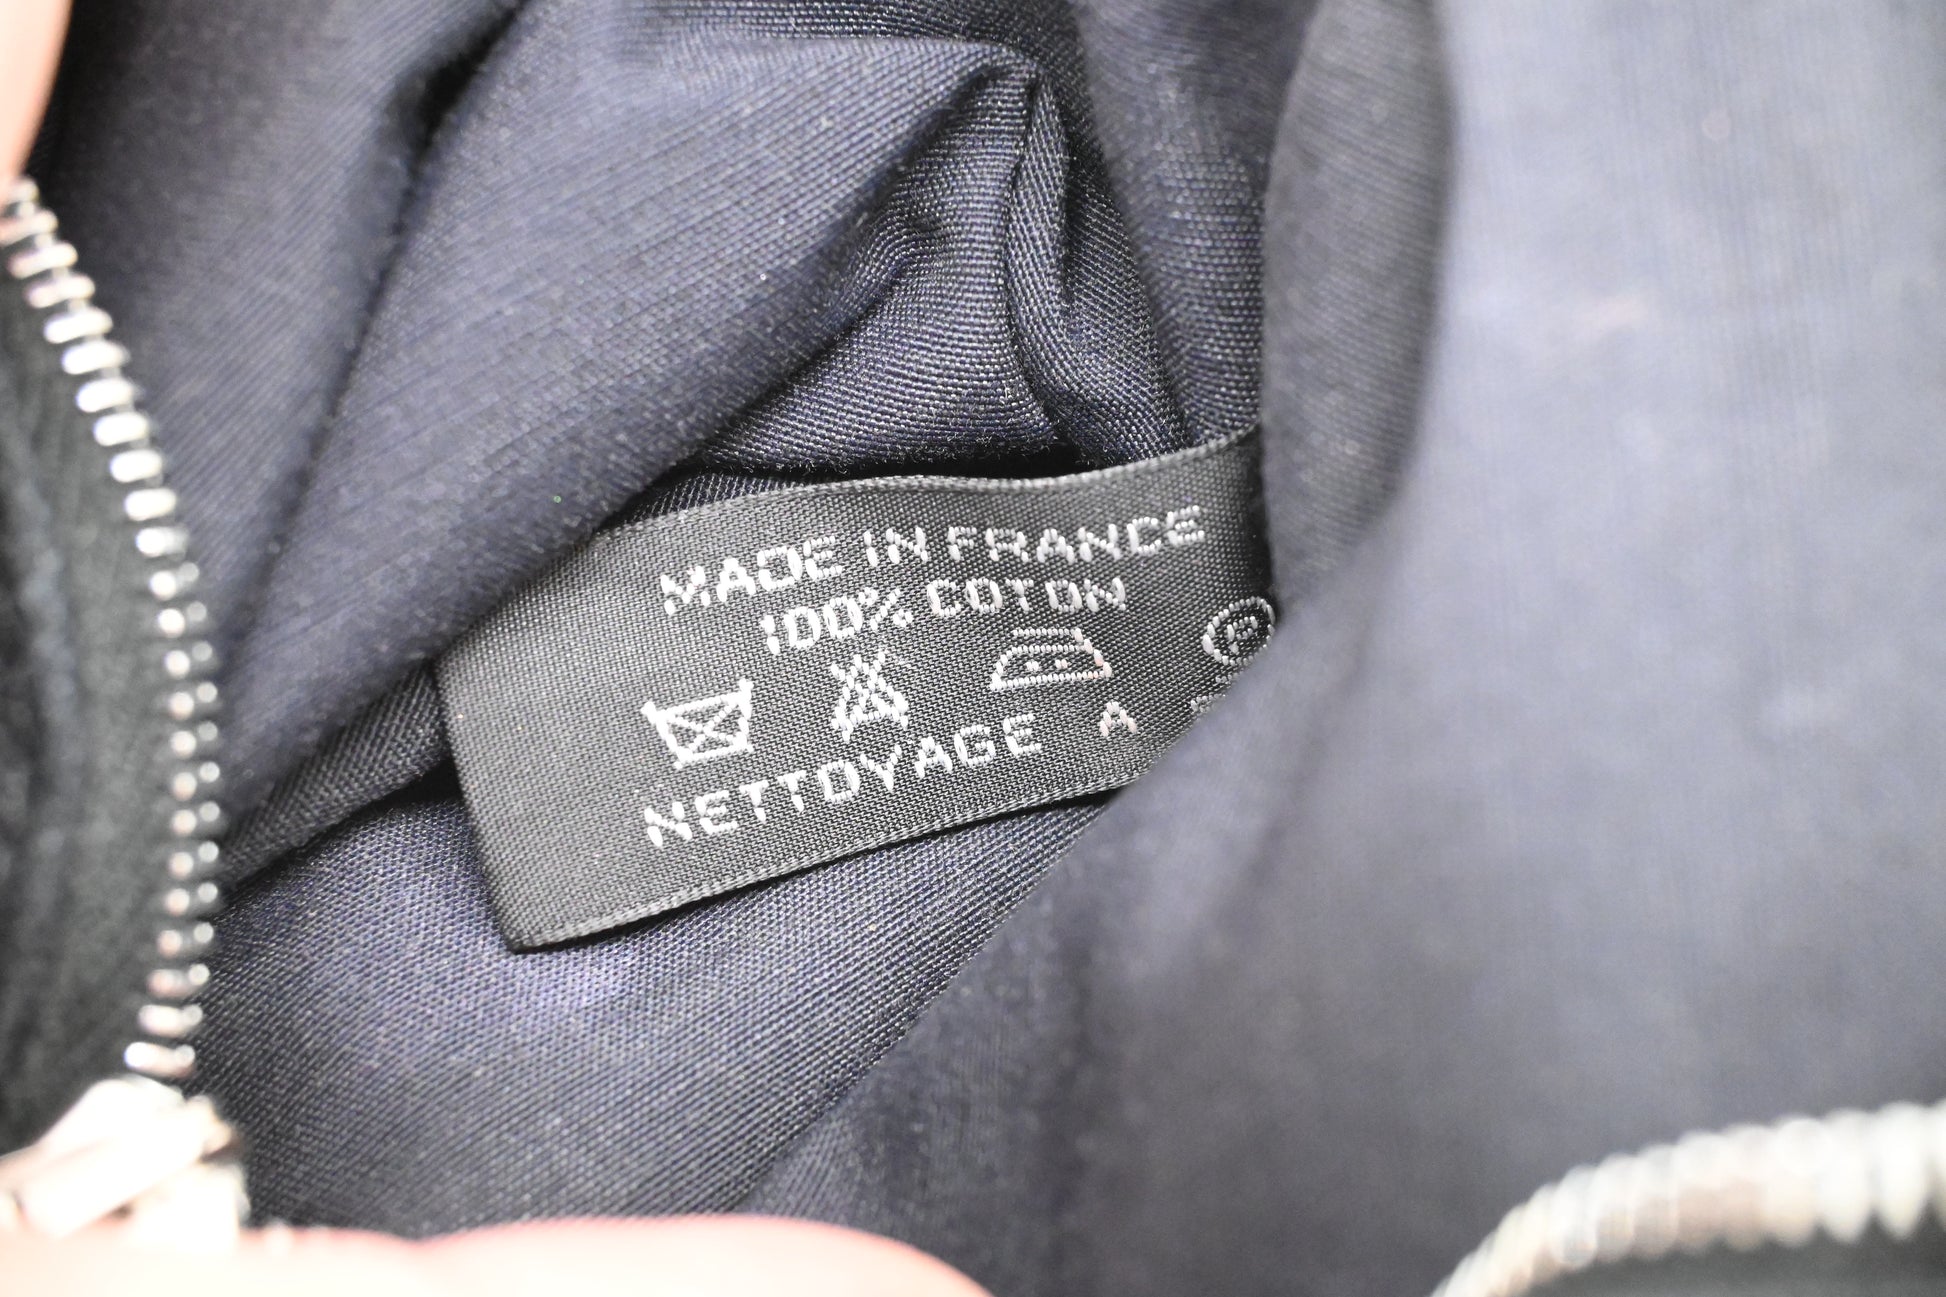 MADE IN FRANCE
100% COTON
P
NETTOYAGE A